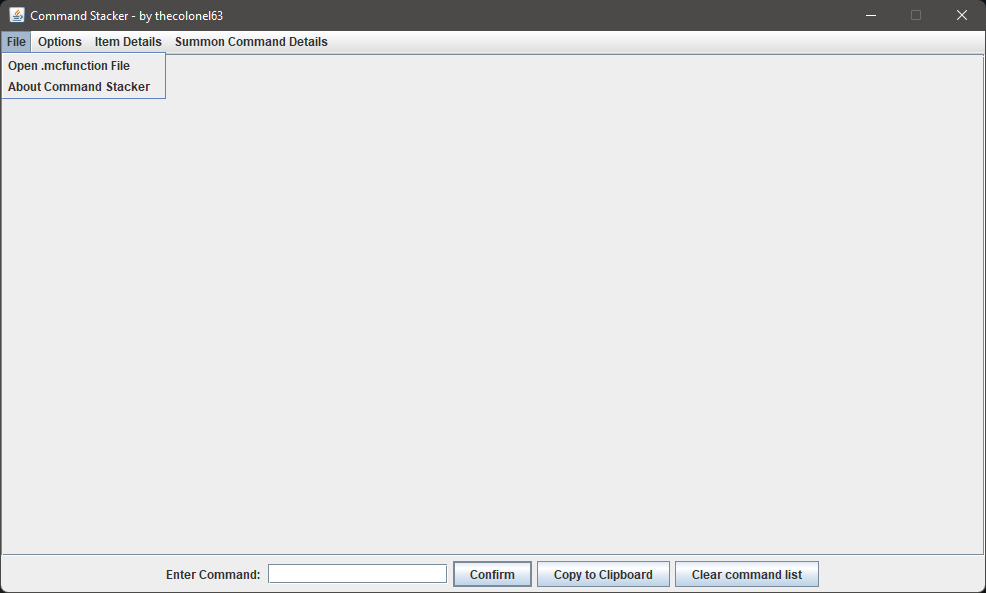 Command Stacker - by thecolonel63
File Options Item Details Summon Command Details
Open .mcfunction File
About Command Stacker
Enter Command: Confirm Copy to Clipboard Clear command list